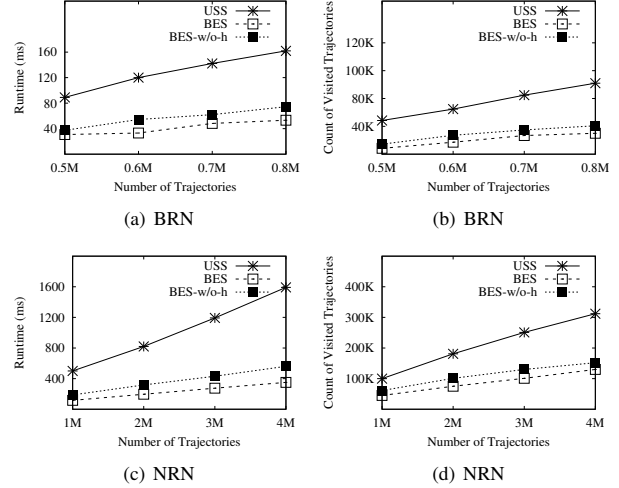 USS
BES
BES-w/o-h
Runtime (ms)
160
120
80
40
0.5M 0.6M 0.7M 0.8M
Number of Trajectories
(a) BRN
USS
BES
BES-w/o-h
Count of Visited Trajectories
120K
80K
40K
0.5M 0.6M 0.7M 0.8M
Number of Trajectories
(b) BRN
USS
BES
BES-w/o-h
Runtime (ms)
1600
1200
800
400
1M 2M 3M 4M
Number of Trajectories
(c) NRN
USS
BES
BES-w/o-h
Count of Visited Trajectories
400K
300K
200K
100K
1M 2M 3M 4M
Number of Trajectories
(d) NRN